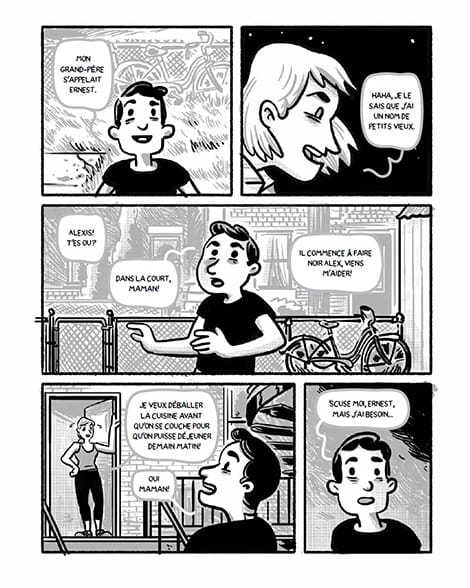 MON
GRAND-PÈRE
S'APPELAIT
ERNEST.
HAHA, JE LE
SAIS QUE J'AI
UN NOM DE
PETITS VIEUX.
ALEXIS!
T'ES OU?
DANS LA COURT,
MAMAN!
IL COMMENCE À FAIRE
NOIR ALEX, VIENS
M'AIDER!
JE VEUX DÉBALLER
LA CUISINE AVANT
QU'ON SE COUCHE POUR
QU'ON PUISSE DÉJEUNER
DEMAIN MATIN!
OUI
MAMAN!
'SCUSE MOI, ERNEST,
MAIS J'AI BESOIN...